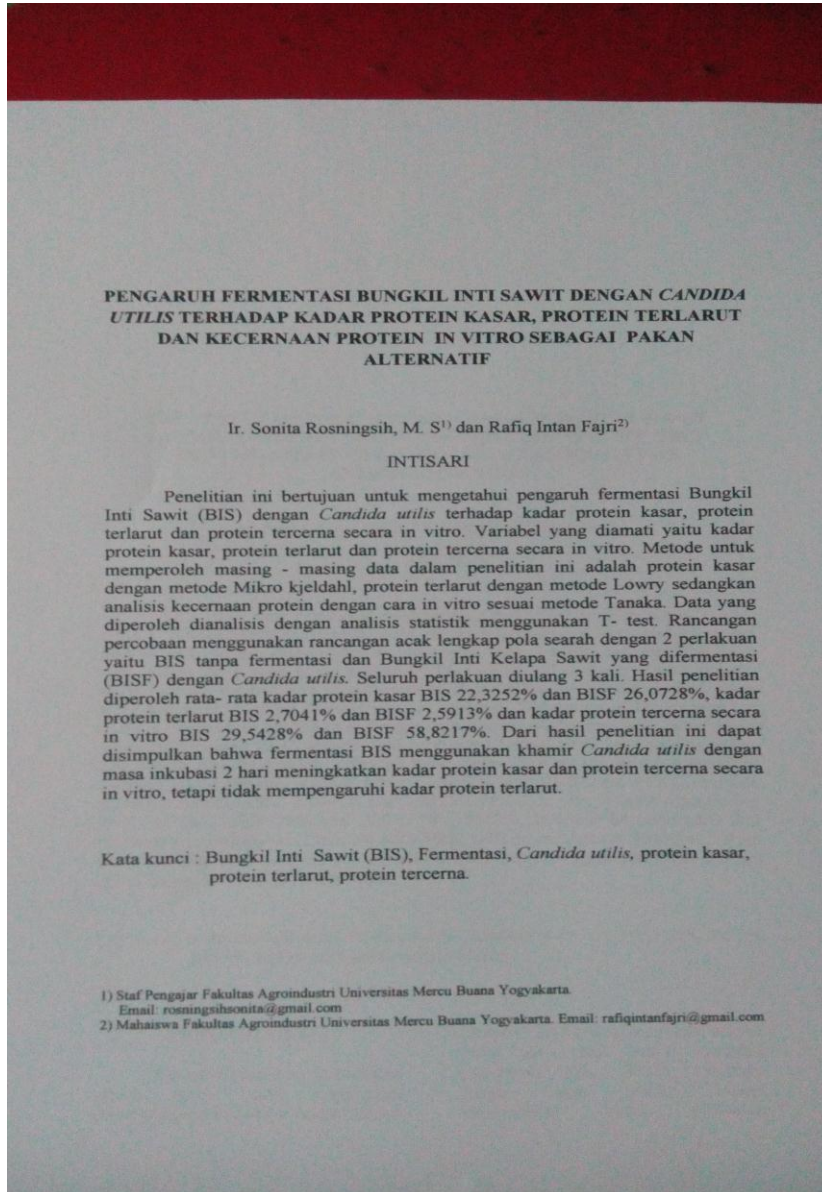 PENGARUH FERMENTASI BUNGKIL INTI SAWIT DENGAN CANDIDA
UTILIS TERHADAP KADAR PROTEIN KASAR, PROTEIN TERLARUT
DAN KECERNAAN PROTEIN IN VITRO SEBAGAI PAKAN
ALTERNATIF
Ir. Sonita Rosningsih, M. S1) dan Rafiq Intan Fajri2)
INTISARI
Penelitian ini bertujuan untuk mengetahui pengaruh fermentasi Bungkil
Inti Sawit (BIS) dengan Candida utilis terhadap kadar protein kasar, protein
terlarut dan protein tercerna secara in vitro. Variabel yang diamati yaitu kadar
protein kasar, protein terlarut dan protein tercerna secara in vitro. Metode untuk
memperoleh masing - masing data dalam penelitian ini adalah protein kasar
dengan metode Mikro kjeldahl, protein terlarut dengan metode Lowry sedangkan
analisis kecernaan protein dengan cara in vitro sesuai metode Tanaka. Data yang
diperoleh dianalisis dengan analisis statistik menggunakan T- test. Rancangan
percobaan menggunakan rancangan acak lengkap pola searah dengan 2 perlakuan
yaitu BIS tanpa fermentasi dan Bungkil Inti Kelapa Sawit yang difermentasi
(BISF) dengan Candida utilis. Seluruh perlakuan diulang 3 kali. Hasil penelitian
diperoleh rata- rata kadar protein kasar BIS 22,3252% dan BISF 26,0728%, kadar
protein terlarut BIS 2,7041% dan BISF 2,5913% dan kadar protein tercerna secara
in vitro BIS 29,5428% dan BISF 58,8217%. Dari hasil penelitian ini dapat
disimpulkan bahwa fermentasi BIS menggunakan khamir Candida utilis dengan
masa inkubasi 2 hari meningkatkan kadar protein kasar dan protein tercerna secara
in vitro, tetapi tidak mempengaruhi kadar protein terlarut.
Kata kunci : Bungkil Inti Sawit (BIS), Fermentasi, Candida utilis, protein kasar,
protein terlarut, protein tercerna.
1) Staf Pengajar Fakultas Agroindustri Universitas Mercu Buana Yogyakarta.
Email: rosningsihsonita@gmail.com
2) Mahaiswa Fakultas Agroindustri Universitas Mercu Buana Yogyakarta. Email: rafiqintanfajri@gmail.com